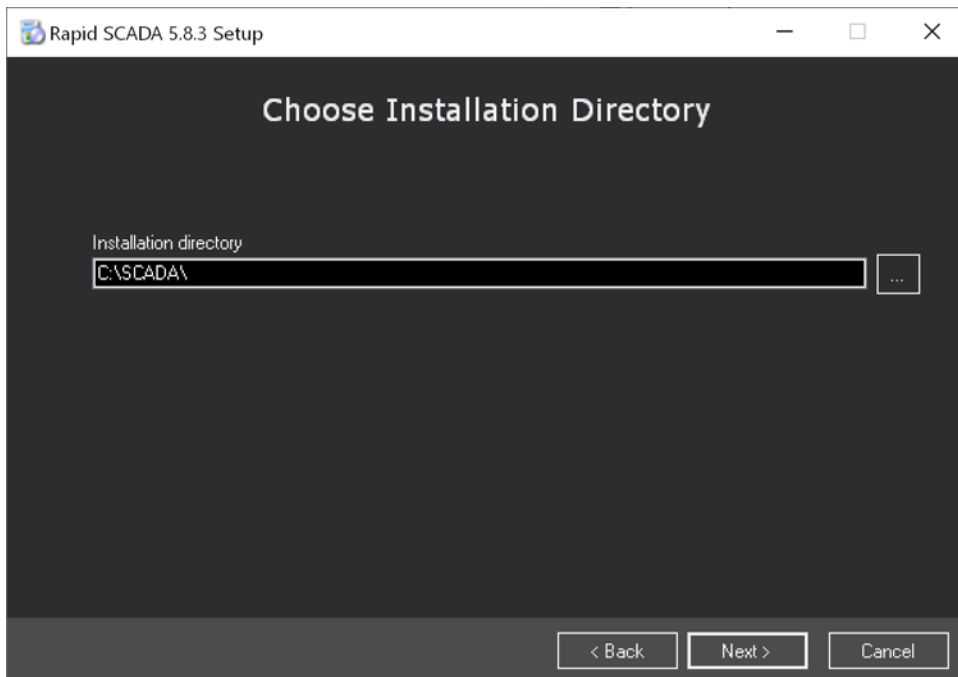 Rapid SCADA 5.8.3 Setup
Choose Installation Directory
Installation directory
C:\SCADA\
...
< Back
Next >
Cancel